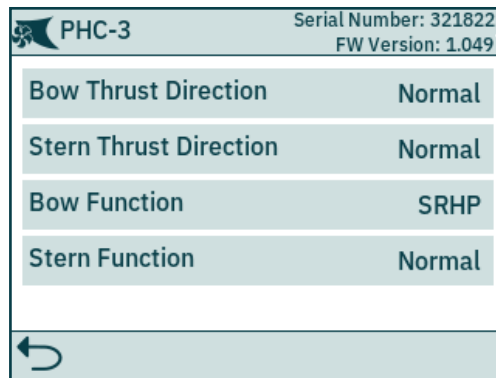 PHC-3
Serial Number: 321822
FW Version: 1.049
Bow Thrust Direction Normal
Stern Thrust Direction Normal
Bow Function SRHP
Stern Function Normal